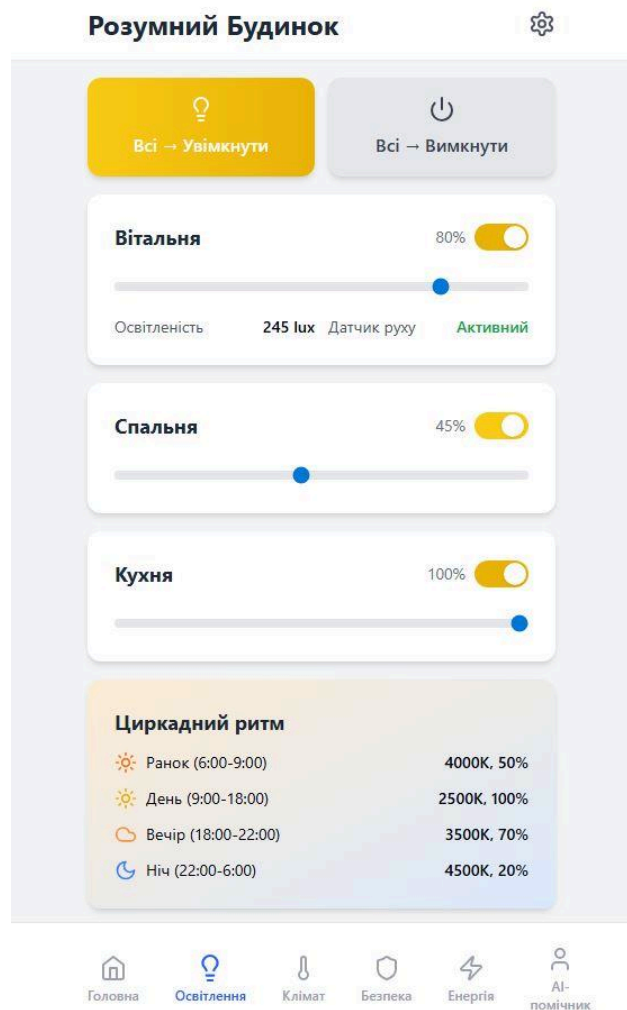 Розумний Будинок
Всі → Увімкнути
Всі → Вимкнути
Вітальня
80%
Освітленість 245 lux Датчик руху Активний
Спальня
45%
Кухня
100%
Циркадний ритм
Ранок (6:00-9:00) 4000K, 50%
День (9:00-18:00) 2500K, 100%
Вечір (18:00-22:00) 3500K, 70%
Ніч (22:00-6:00) 4500K, 20%
Головна
Освітлення
Клімат
Безпека
Енергія
AI-
помічник